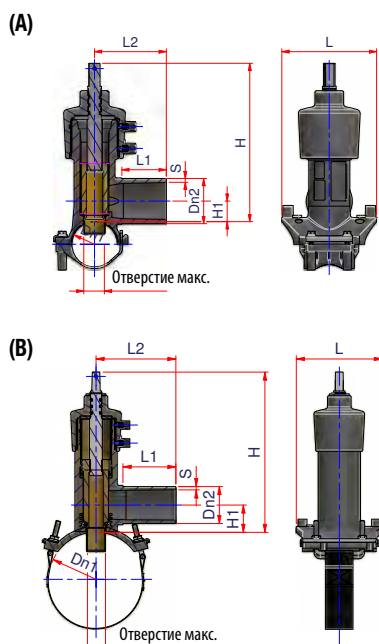 (A)
L2
L
H
L1
S
Dn2
H1
Отверстие макс.
(B)
L2
L
H
L1
S
Dn2
H1
Dn1
Отверстие макс.